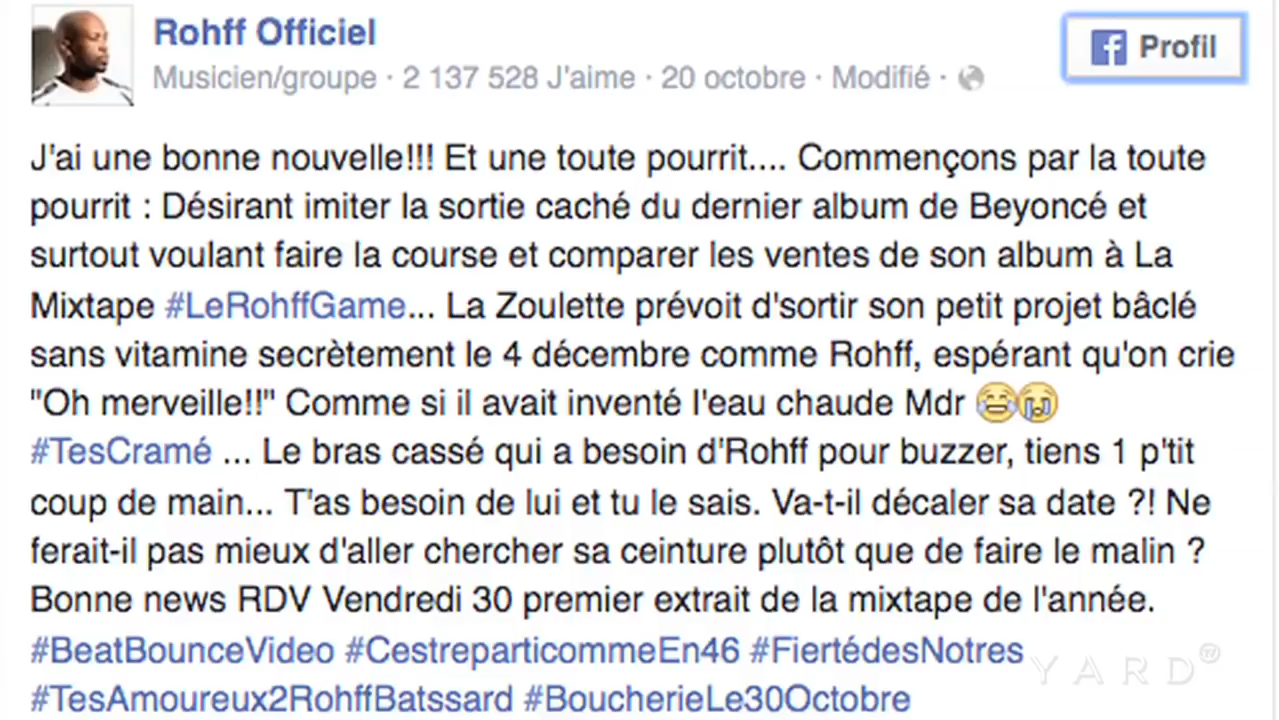 Rohff Officiel
Profil
Musicien/groupe · 2 137 528 J'aime · 20 octobre · Modifié ·
J'ai une bonne nouvelle!!! Et une toute pourrit.... Commençons par la toute
pourrit : Désirant imiter la sortie caché du dernier album de Beyoncé et
surtout voulant faire la course et comparer les ventes de son album à La
Mixtape #LeRohffGame... La Zoulette prévoit d'sortir son petit projet bâclé
sans vitamine secrètement le 4 décembre comme Rohff, espérant qu'on crie
"Oh merveille!!" Comme si il avait inventé l'eau chaude Mdr 😂😭
#TesCramé ... Le bras cassé qui a besoin d'Rohff pour buzzer, tiens 1 p'tit
coup de main... T'as besoin de lui et tu le sais. Va-t-il décaler sa date ?! Ne
ferait-il pas mieux d'aller chercher sa ceinture plutôt que de faire le malin ?
Bonne news RDV Vendredi 30 premier extrait de la mixtape de l'année.
#BeatBounceVideo #CestreparticommeEn46 #FiertédesNotres
#TesAmoureux2RohffBatssard #BoucherieLe30Octobre
YARD